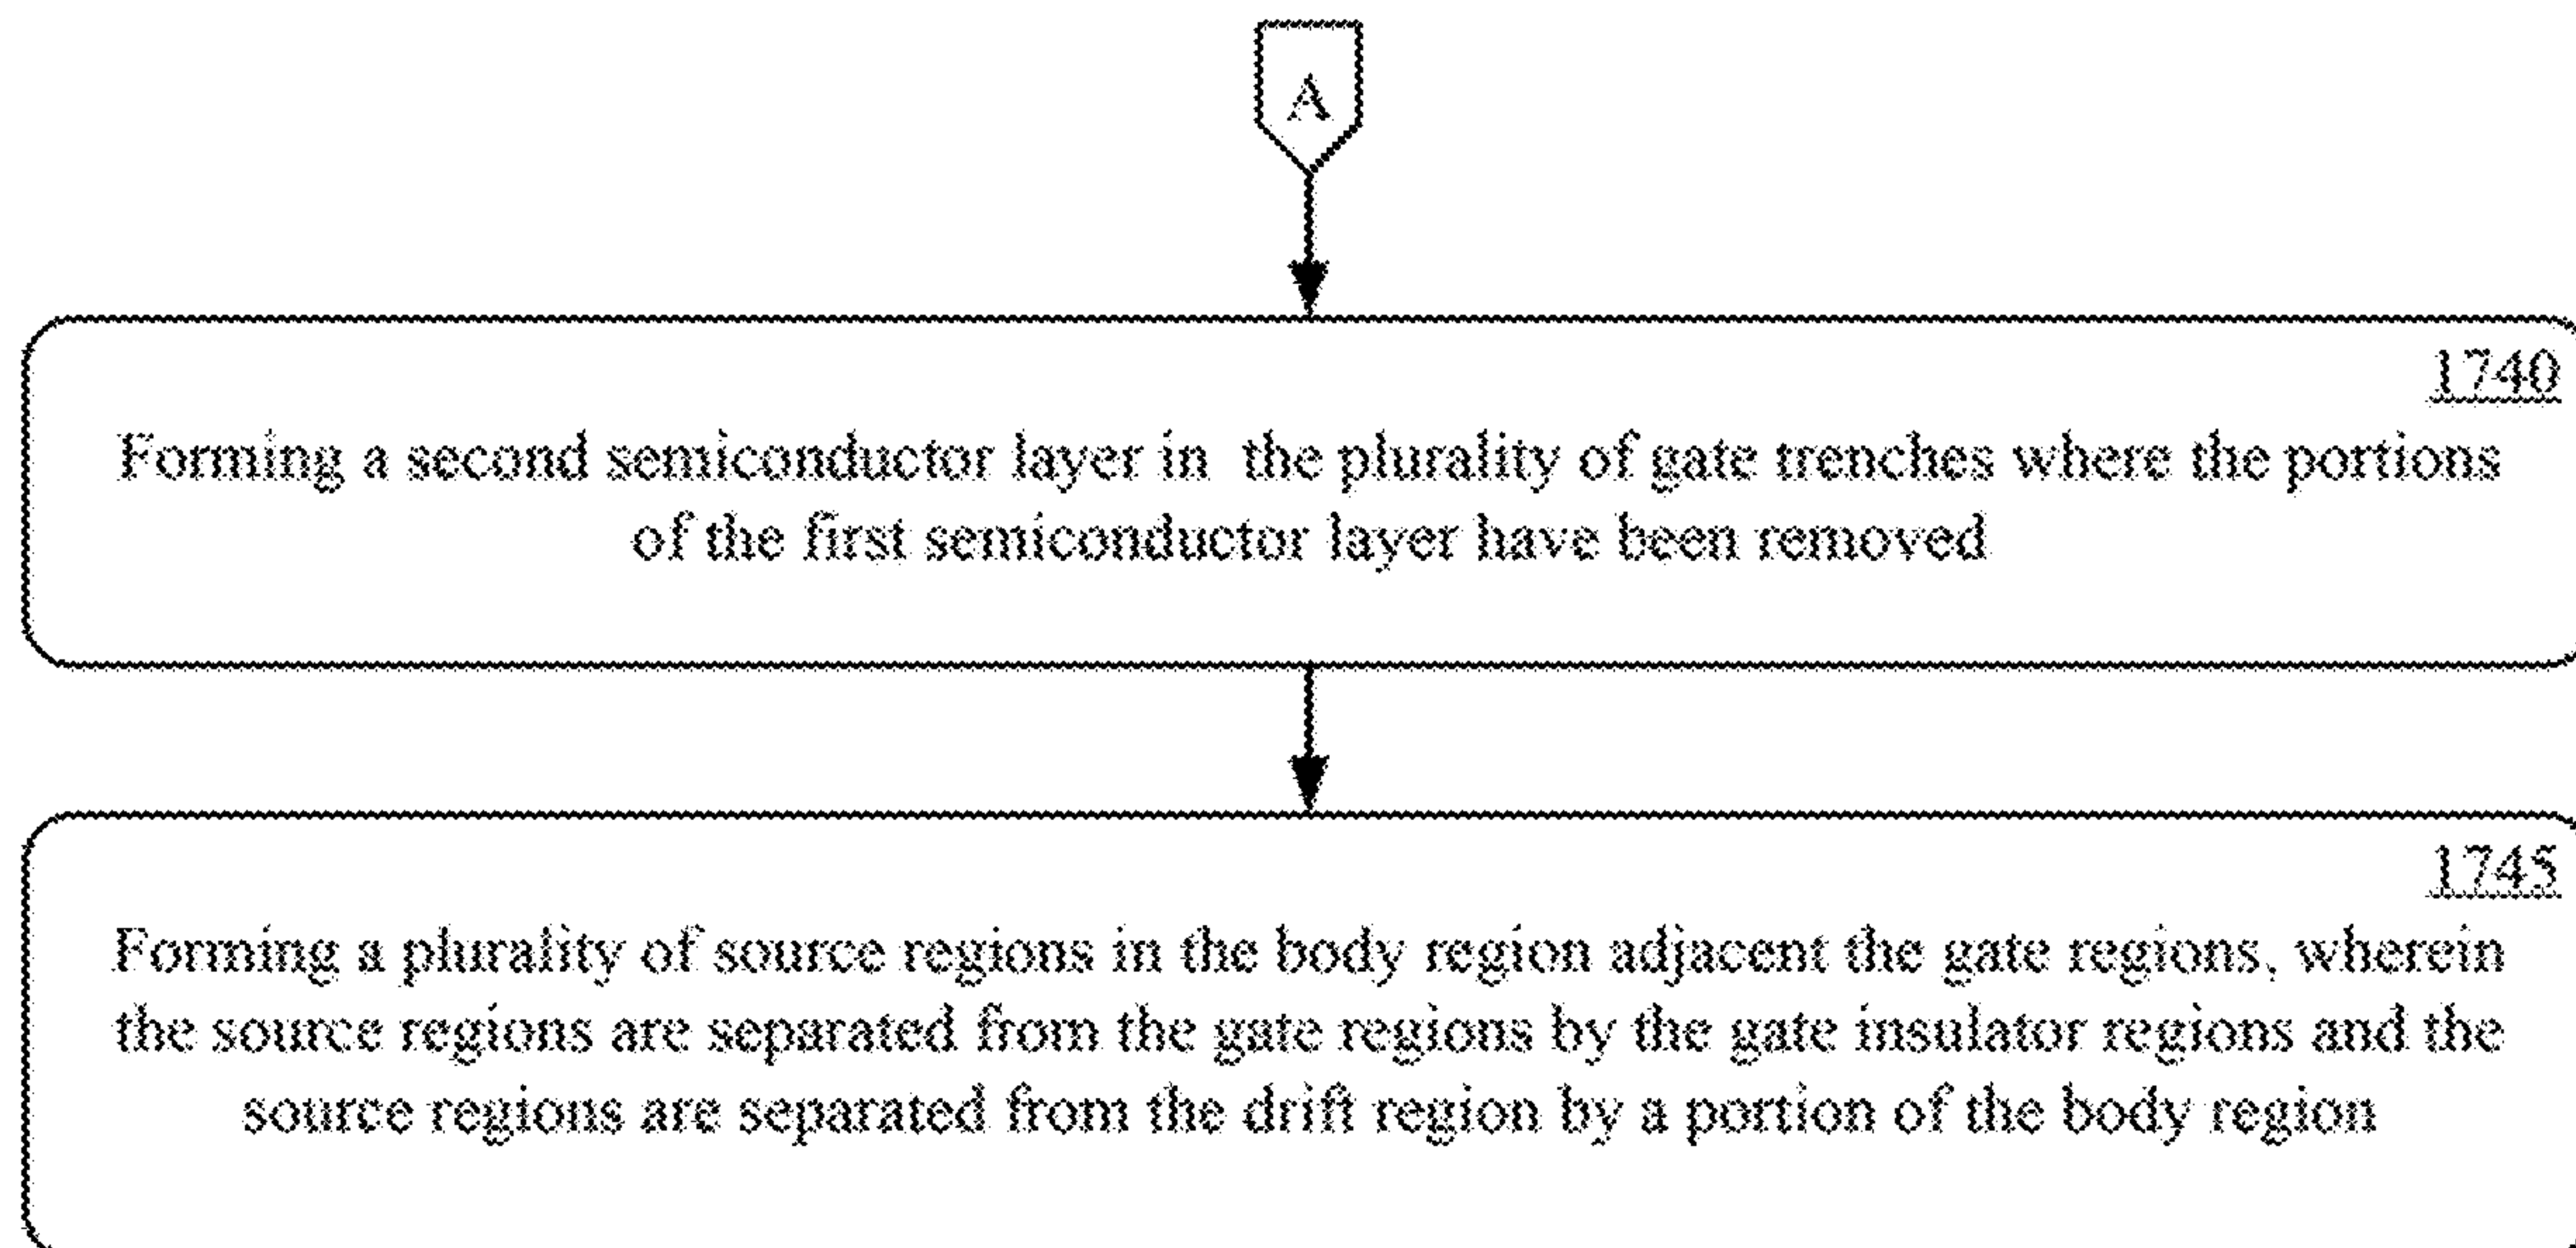 A
1740
Forming a second semiconductor layer in the plurality of gate trenches where the portions
of the first semiconductor layer have been removed
1745
Forming a plurality of source regions in the body region adjacent the gate regions, wherein
the source regions are separated from the gate regions by the gate insulator regions and the
source regions are separated from the drift region by a portion of the body region